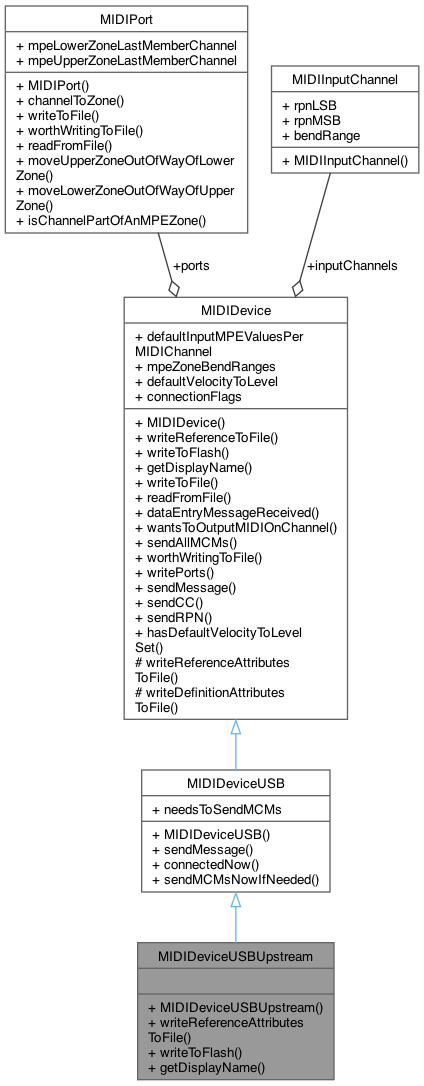 MIDIPort
+ mpeLowerZoneLastMemberChannel
+ mpeUpperZoneLastMemberChannel
+ MIDIPort()
+ channelToZone()
+ writeToFile()
+ worthWritingToFile()
+ readFromFile()
+ moveUpperZoneOutOfWayOfLower
Zone()
+ moveLowerZoneOutOfWayOfUpper
Zone()
+ isChannelPartOfAnMPEZone()
MIDIInputChannel
+ rpnLSB
+ rpnMSB
+ bendRange
+ MIDIInputChannel()
+ports
+inputChannels
MIDIDevice
+ defaultInputMPEValuesPer
MIDIChannel
+ mpeZoneBendRanges
+ defaultVelocityToLevel
+ connectionFlags
+ MIDIDevice()
+ writeReferenceToFile()
+ writeToFlash()
+ getDisplayName()
+ writeToFile()
+ readFromFile()
+ dataEntryMessageReceived()
+ wantsToOutputMIDIOnChannel()
+ sendAllMCMs()
+ worthWritingToFile()
+ writePorts()
+ sendMessage()
+ sendCC()
+ sendRPN()
+ hasDefaultVelocityToLevel
Set()
# writeReferenceAttributes
ToFile()
# writeDefinitionAttributes
ToFile()
MIDIDeviceUSB
+ needsToSendMCMs
+ MIDIDeviceUSB()
+ sendMessage()
+ connectedNow()
+ sendMCMsNowIfNeeded()
MIDIDeviceUSBUpstream
+ MIDIDeviceUSBUpstream()
+ writeReferenceAttributes
ToFile()
+ writeToFlash()
+ getDisplayName()